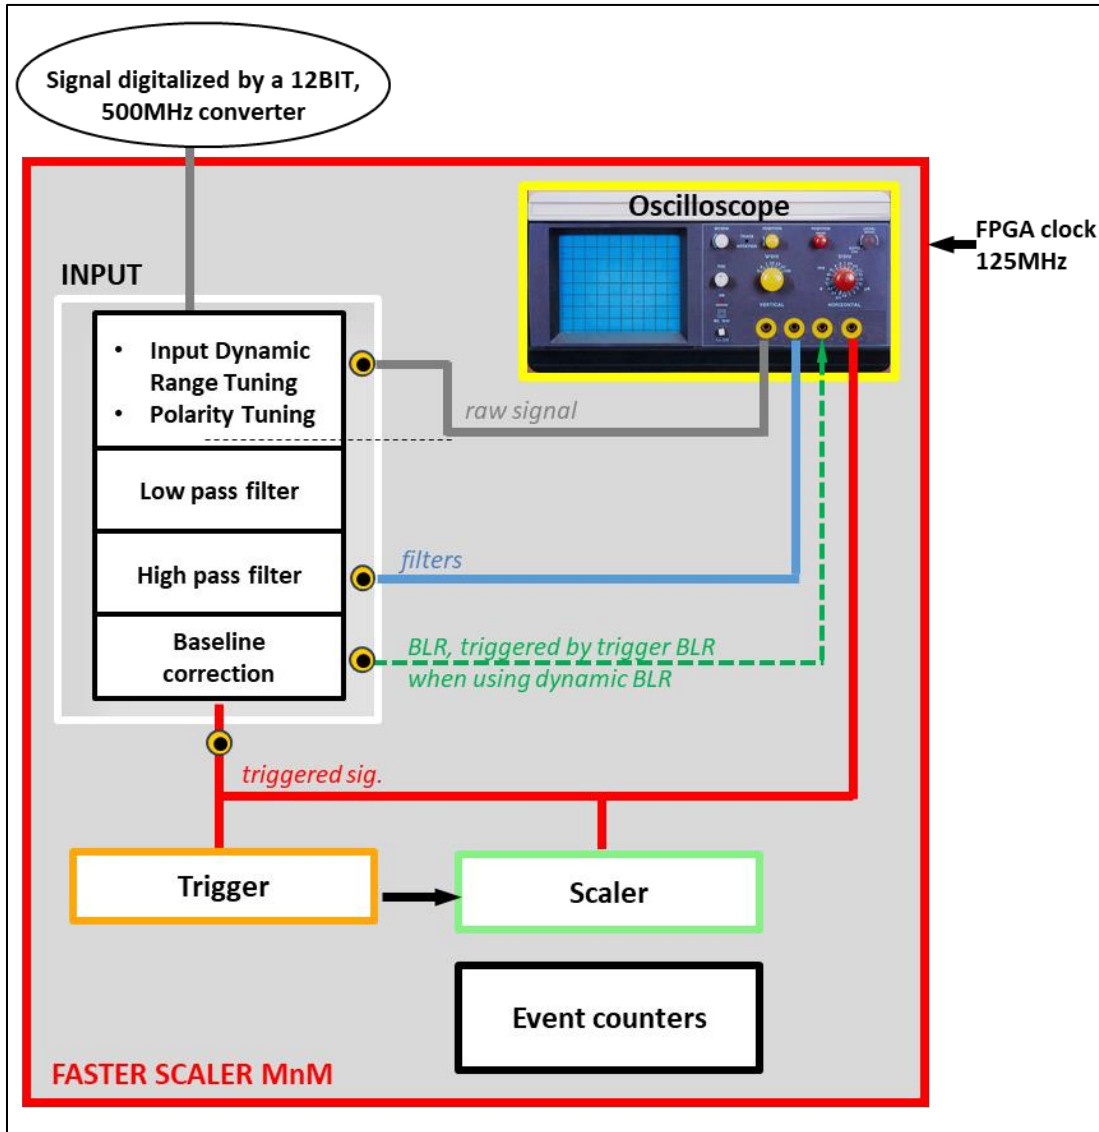 Signal digitalized by a 12BIT,
500MHz converter
Oscilloscope
FPGA clock
125MHz
INPUT
• Input Dynamic
Range Tuning
• Polarity Tuning
raw signal
Low pass filter
filters
High pass filter
Baseline
correction
BLR, triggered by trigger BLR
when using dynamic BLR
triggered sig.
Trigger
Scaler
Event counters
FASTER SCALER MnM
VERTICAL
HORIZONTAL